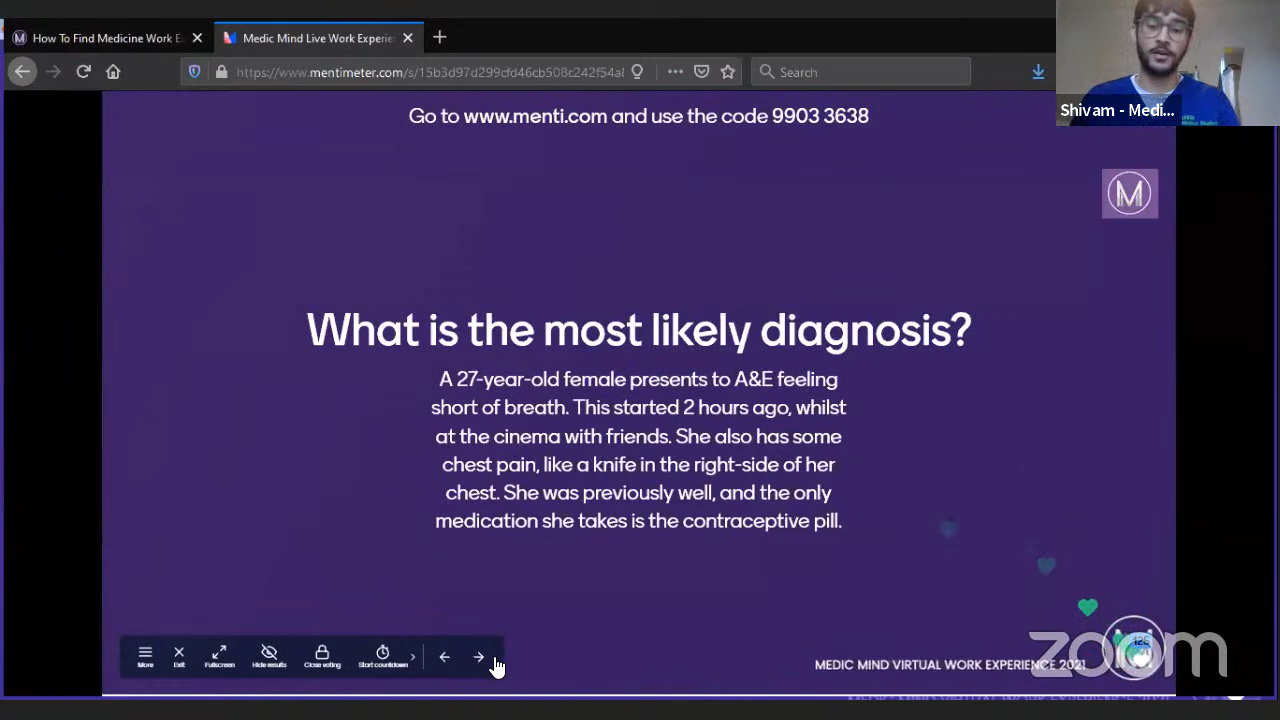 How To Find Medicine Work E
Medic Mind Live Work Experie
https://www.mentimeter.com/s/15b3d97d299cfd46cb508c242f54a8
Search
Shivam - Medi...
Go to www.menti.com and use the code 9903 3638
M
What is the most likely diagnosis?
A 27-year-old female presents to A&E feeling
short of breath. This started 2 hours ago, whilst
at the cinema with friends. She also has some
chest pain, like a knife in the right-side of her
chest. She was previously well, and the only
medication she takes is the contraceptive pill.
More
Exit
Fullscreen
Hide results
Close voting
Start countdown
MEDIC MIND VIRTUAL WORK EXPERIENCE 2021
125
zoom